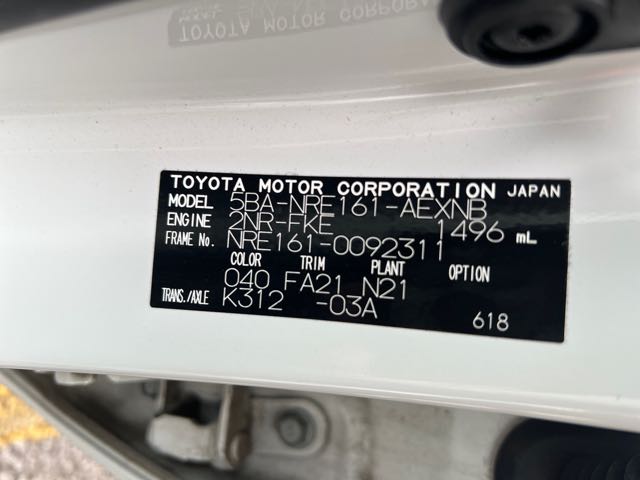 TOYOTA MOTOR CORPORATION JAPAN
MODEL 5BA-NRE161-AEXNB
ENGINE 2NR-FKE 1496 mL
FRAME No. NRE161-0092311
COLOR TRIM PLANT OPTION
040 FA21 N21
TRANS./AXLE K312 -03A
618